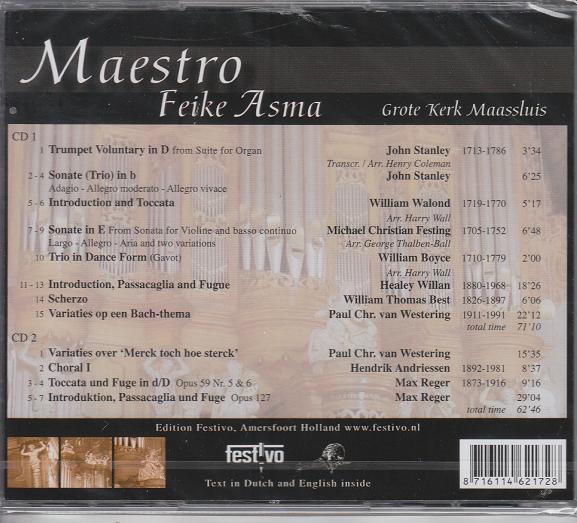 Maestro
Feike Asma
Grote Kerk Maassluis
CD 1
1 Trumpet Voluntary in D from Suite for Organ John Stanley 1713-1786 3'34
Transcr. / Arr. Henry Coleman
2 - 4 Sonate (Trio) in b John Stanley 6'25
Adagio - Allegro moderato - Allegro vivace
5 - 6 Introduction and Toccata William Walond 1719-1770 5'17
Arr. Harry Wall
7 - 9 Sonate in E From Sonata for Violine and basso continuo Michael Christian Festing 1705-1752 6'48
Largo - Allegro - Aria and two variations Arr. George Thalben-Ball
10 Trio in Dance Form (Gavot) William Boyce 1710-1779 2'00
Arr. Harry Wall
11 - 13 Introduction, Passacaglia and Fugue Healey Willan 1880-1968 18'26
14 Scherzo William Thomas Best 1826-1897 6'06
15 Variaties op een Bach-thema Paul Chr. van Westering 1911-1991 22'12
total time 71'10
CD 2
1 Variaties over 'Merck toch hoe sterck' Paul Chr. van Westering 15'35
2 Choral I Hendrik Andriessen 1892-1981 8'37
3 - 4 Toccata und Fuge in d/D Opus 59 Nr. 5 & 6 Max Reger 1873-1916 9'16
5 - 7 Introduktion, Passacaglia und Fuge Opus 127 Max Reger 29'04
total time 62'46
Edition Festivo, Amersfoort Holland www.festivo.nl
festivo
Text in Dutch and English inside
8 716114 621728